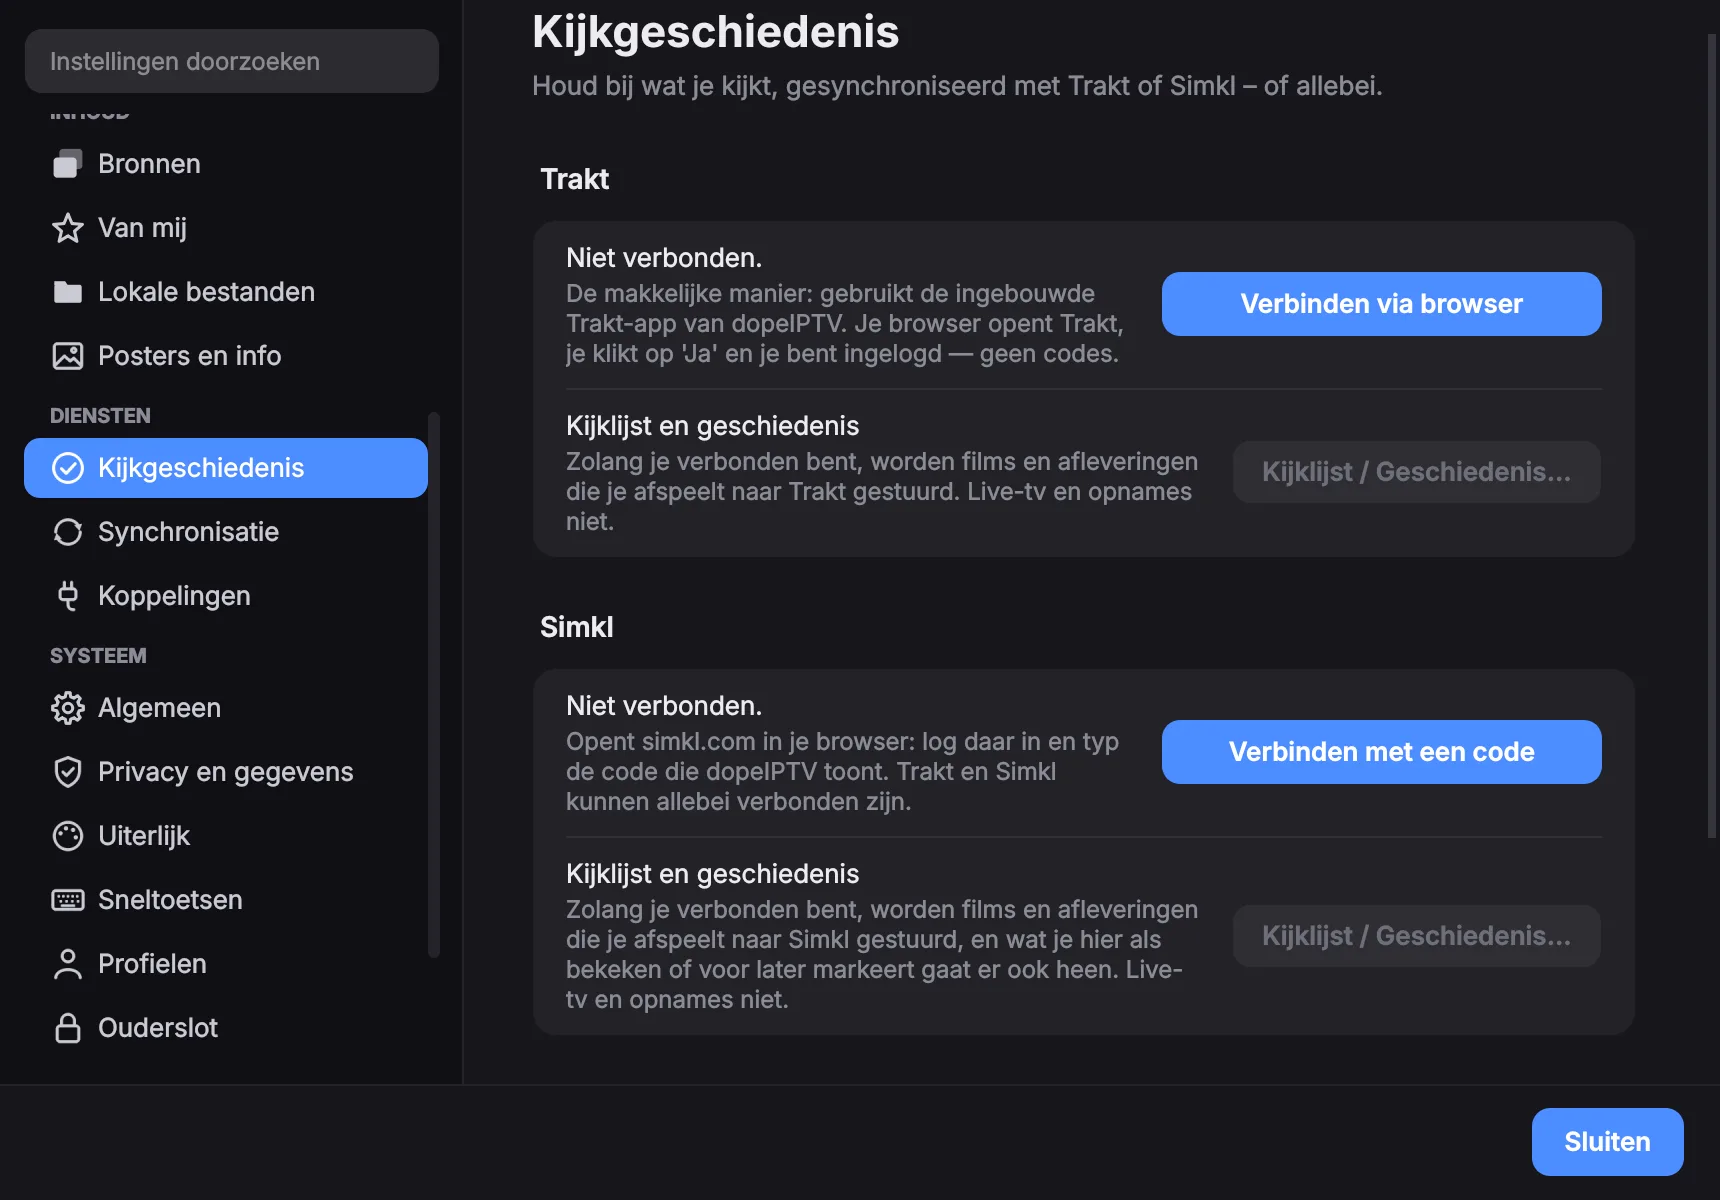 Instellingen doorzoeken
INHOUD
Bronnen
Van mij
Lokale bestanden
Posters en info
DIENSTEN
Kijkgeschiedenis
Synchronisatie
Koppelingen
SYSTEEM
Algemeen
Privacy en gegevens
Uiterlijk
Sneltoetsen
Profielen
Ouderslot
Kijkgeschiedenis
Houd bij wat je kijkt, gesynchroniseerd met Trakt of Simkl – of allebei.
Trakt
Niet verbonden.
De makkelijke manier: gebruikt de ingebouwde
Trakt-app van dopeIPTV. Je browser opent Trakt,
je klikt op 'Ja' en je bent ingelogd — geen codes.
Verbinden via browser
Kijklijst en geschiedenis
Zolang je verbonden bent, worden films en afleveringen
die je afspeelt naar Trakt gestuurd. Live-tv en opnames
niet.
Kijklijst / Geschiedenis...
Simkl
Niet verbonden.
Opent simkl.com in je browser: log daar in en typ
de code die dopeIPTV toont. Trakt en Simkl
kunnen allebei verbonden zijn.
Verbinden met een code
Kijklijst en geschiedenis
Zolang je verbonden bent, worden films en afleveringen
die je afspeelt naar Simkl gestuurd, en wat je hier als
bekeken of voor later markeert gaat er ook heen. Live-
tv en opnames niet.
Kijklijst / Geschiedenis...
Sluiten